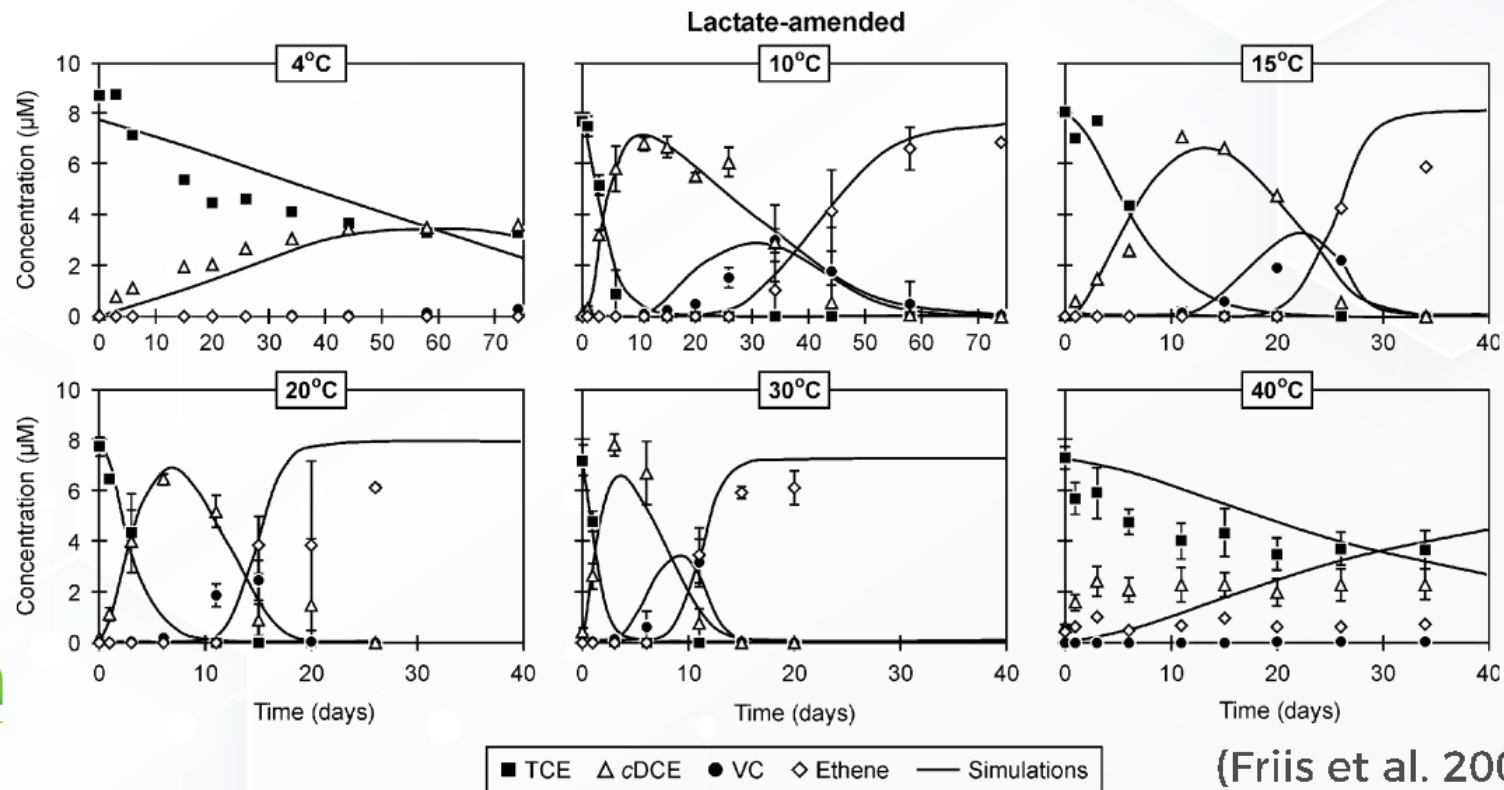 Lactate-amended
4°C
10°C
15°C
Concentration (µM)
10
8
6
4
2
0
0 10 20 30 40 50 60 70
0 10 20 30 40 50 60 70
0 10 20 30 40
20°C
30°C
40°C
Concentration (µM)
10
8
6
4
2
0
0 10 20 30 40
0 10 20 30 40
0 10 20 30 40
Time (days)
Time (days)
Time (days)
TCE cDCE VC Ethene Simulations
(Friis et al. 200